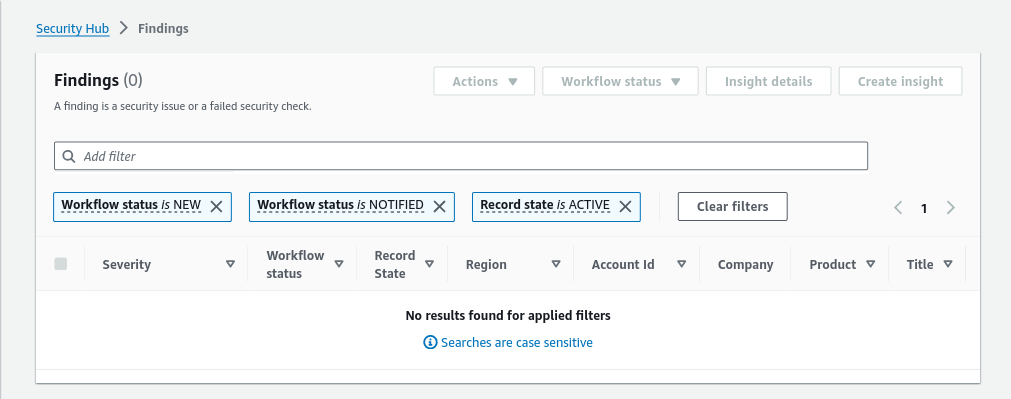 Security Hub > Findings
Findings (0)
Actions
Workflow status
Insight details
Create insight
A finding is a security issue or a failed security check.
Add filter
Workflow status is NEW
Workflow status is NOTIFIED
Record state is ACTIVE
Clear filters
1
Severity
Workflow
status
Record
State
Region
Account Id
Company
Product
Title
No results found for applied filters
Searches are case sensitive